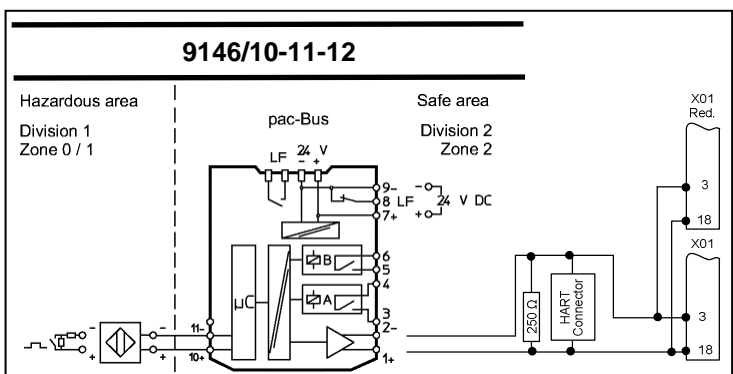 9146/10-11-12
Hazardous area
Division 1
Zone 0 / 1
Safe area
Division 2
Zone 2
pac-Bus
LF 24 V
- +
9-
8 LF
7+
- 24 V DC
+
6
5
4
3
2-
1+
B
A
µC
11-
10+
- -
+ +
250 Ω
HART
Connector
X01
Red.
3
18
X01
3
18